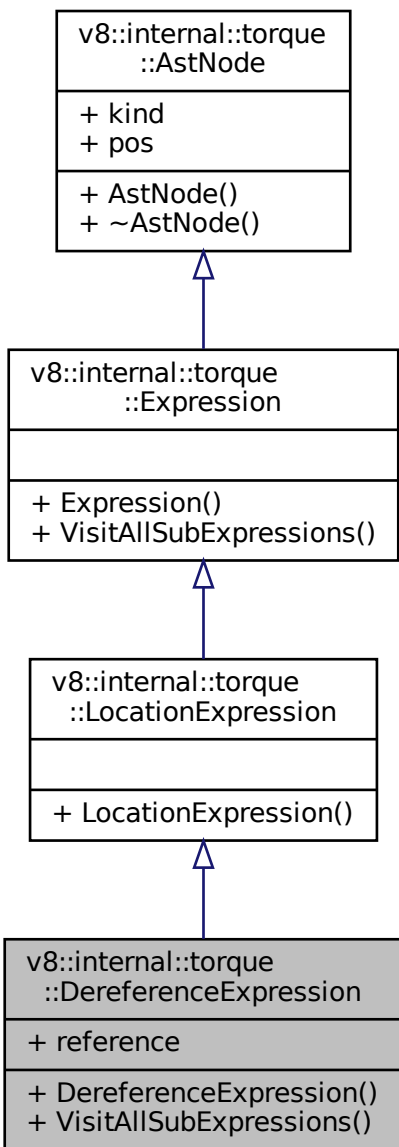 v8::internal::torque
::AstNode
+ kind
+ pos
+ AstNode()
+ ~AstNode()
v8::internal::torque
::Expression
+ Expression()
+ VisitAllSubExpressions()
v8::internal::torque
::LocationExpression
+ LocationExpression()
v8::internal::torque
::DereferenceExpression
+ reference
+ DereferenceExpression()
+ VisitAllSubExpressions()